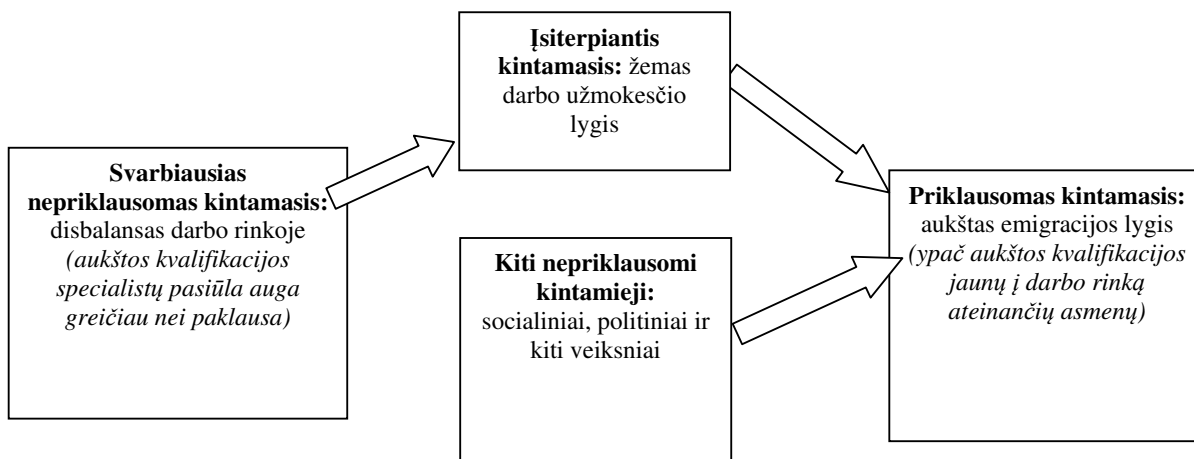 Įsiterpiantis
kintamasis: žemas
darbo užmokesčio
lygis
Svarbiausias
nepriklausomas kintamasis:
disbalansas darbo rinkoje
(aukštos kvalifikacijos
specialistų pasiūla auga
greičiau nei paklausa)
Kiti nepriklausomi
kintamieji:
socialiniai, politiniai ir
kiti veiksniai
Priklausomas kintamasis:
aukštas emigracijos lygis
(ypač aukštos kvalifikacijos
jaunų į darbo rinką
ateinančių asmenų)